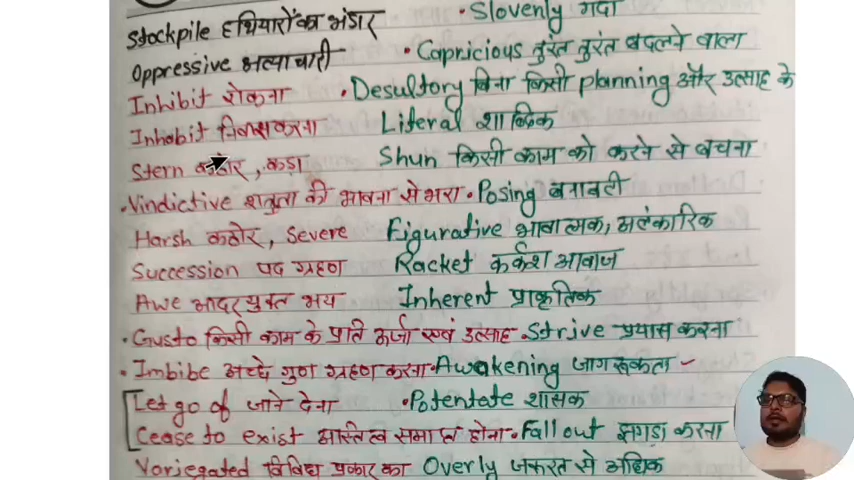 Stockpile हथियारों का भंडार
Oppressive अत्याचारी
Inhibit रोकना
Inhabit निवास करना
Stern कठोर, कड़ा
• Vindictive शत्रुता की भावना से भरा
Harsh कठोर, Severe
Succession पद ग्रहण
Awe आदरयुक्त भय
• Gusto किसी काम के प्रति ऊर्जा एवं उत्साह
• Imbibe अच्छे गुण ग्रहण करना
Let go of जाने देना
Cease to exist अस्तित्व समाप्त होना
Variegated विविध प्रकार का
• Slovenly गंदा
• Capricious तुरंत तुरंत बदलने वाला
• Desultory बिना किसी planning और उत्साह के
Literal शाब्दिक
Shun किसी काम को करने से बचना
• Posing बनावटी
Figurative भावात्मक, अलंकारिक
Racket कर्कश आवाज
Inherent प्राकृतिक
• Strive प्रयास करना
• Awakening जागरूकता
• Potentate शासक
• Fall out झगड़ा करना
Overly जरूरत से अधिक